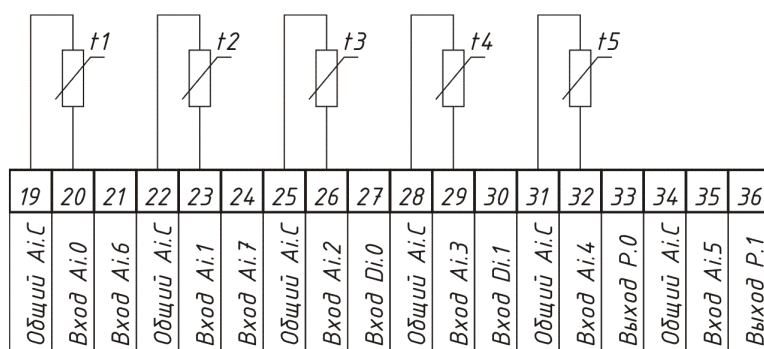 t1 t2 t3 t4 t5
19 20 21 22 23 24 25 26 27 28 29 30 31 32 33 34 35 36
Общий Ai.C
Вход Ai.0
Вход Ai.6
Общий Ai.C
Вход Ai.1
Вход Ai.7
Общий Ai.C
Вход Ai.2
Вход Di.0
Общий Ai.C
Вход Ai.3
Вход Di.1
Общий Ai.C
Вход Ai.4
Выход P.0
Общий Ai.C
Вход Ai.5
Выход P.1